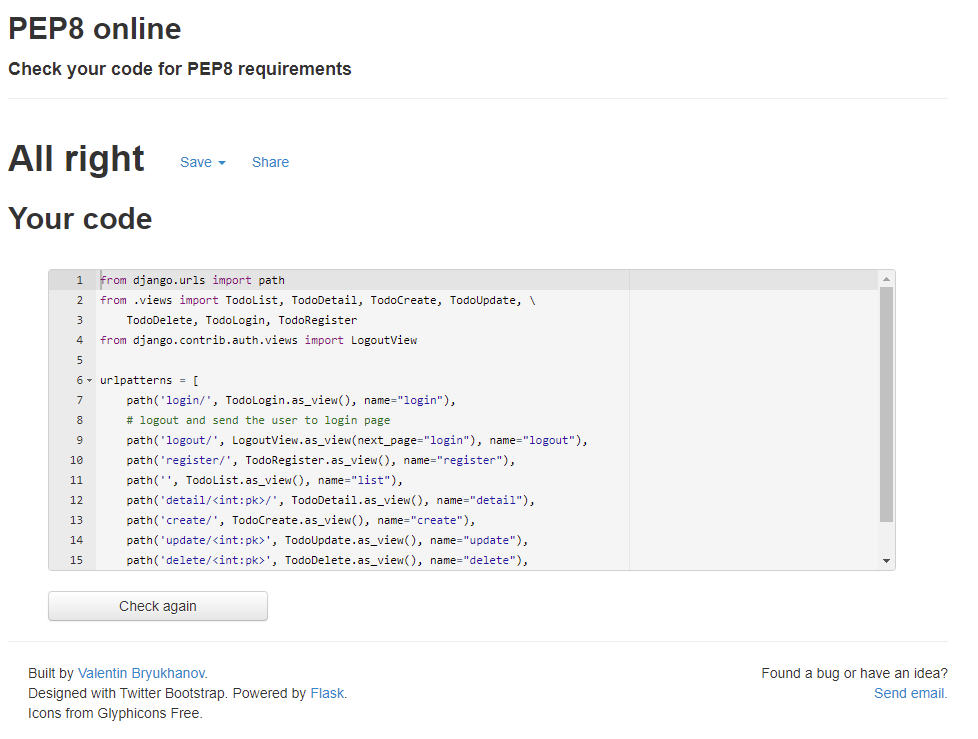 PEP8 online
Check your code for PEP8 requirements
All right Save Share
Your code
1 from django.urls import path
2 from .views import TodoList, TodoDetail, TodoCreate, TodoUpdate, \
3 TodoDelete, TodoLogin, TodoRegister
4 from django.contrib.auth.views import LogoutView
5
6 urlpatterns = [
7 path('login/', TodoLogin.as_view(), name="login"),
8 # logout and send the user to login page
9 path('logout/', LogoutView.as_view(next_page="login"), name="logout"),
10 path('register/', TodoRegister.as_view(), name="register"),
11 path('', TodoList.as_view(), name="list"),
12 path('detail/<int:pk>/', TodoDetail.as_view(), name="detail"),
13 path('create/', TodoCreate.as_view(), name="create"),
14 path('update/<int:pk>', TodoUpdate.as_view(), name="update"),
15 path('delete/<int:pk>', TodoDelete.as_view(), name="delete"),
Check again
Built by Valentin Bryukhanov.
Designed with Twitter Bootstrap. Powered by Flask.
Icons from Glyphicons Free.
Found a bug or have an idea?
Send email.